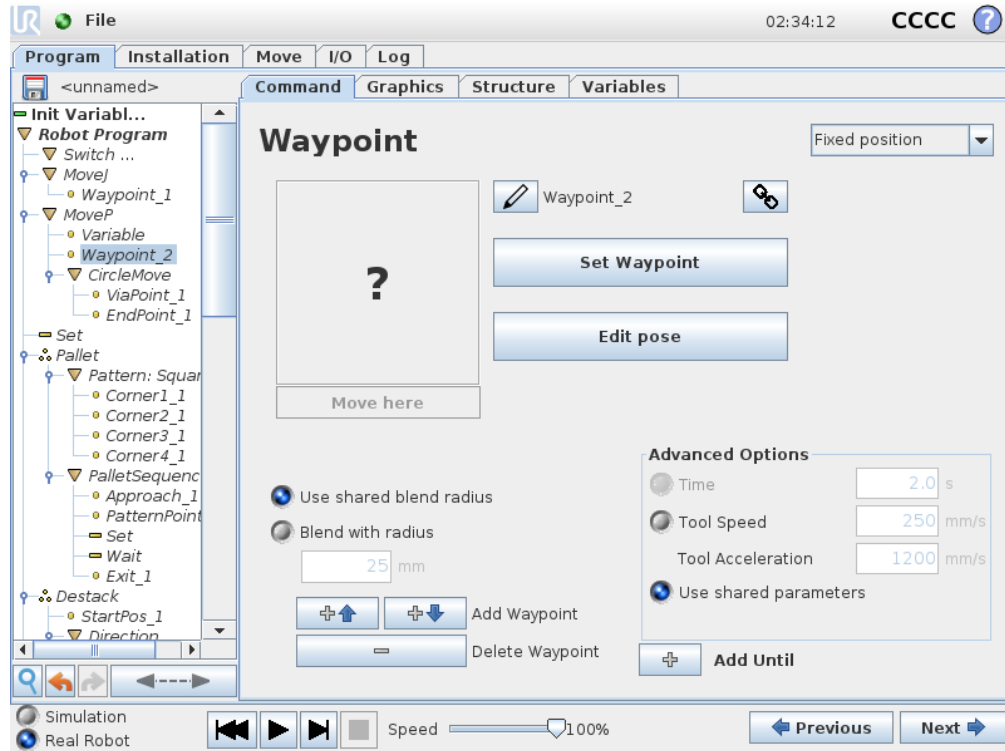 UR File 02:34:12 CCCC ?
Program Installation Move I/O Log
<unnamed>
Command Graphics Structure Variables
Init Variabl...
Robot Program
Switch ...
MoveJ
Waypoint_1
MoveP
Variable
Waypoint_2
CircleMove
ViaPoint_1
EndPoint_1
Set
Pallet
Pattern: Squar
Corner1_1
Corner2_1
Corner3_1
Corner4_1
PalletSequenc
Approach_1
PatternPoint
Set
Wait
Exit_1
Destack
StartPos_1
Direction
Waypoint
Fixed position
?
Waypoint_2
Set Waypoint
Edit pose
Move here
Use shared blend radius
Blend with radius
25 mm
Add Waypoint
Delete Waypoint
Advanced Options
Time 2.0 s
Tool Speed 250 mm/s
Tool Acceleration 1200 mm/s
Use shared parameters
Add Until
Simulation
Real Robot
Speed 100%
Previous Next